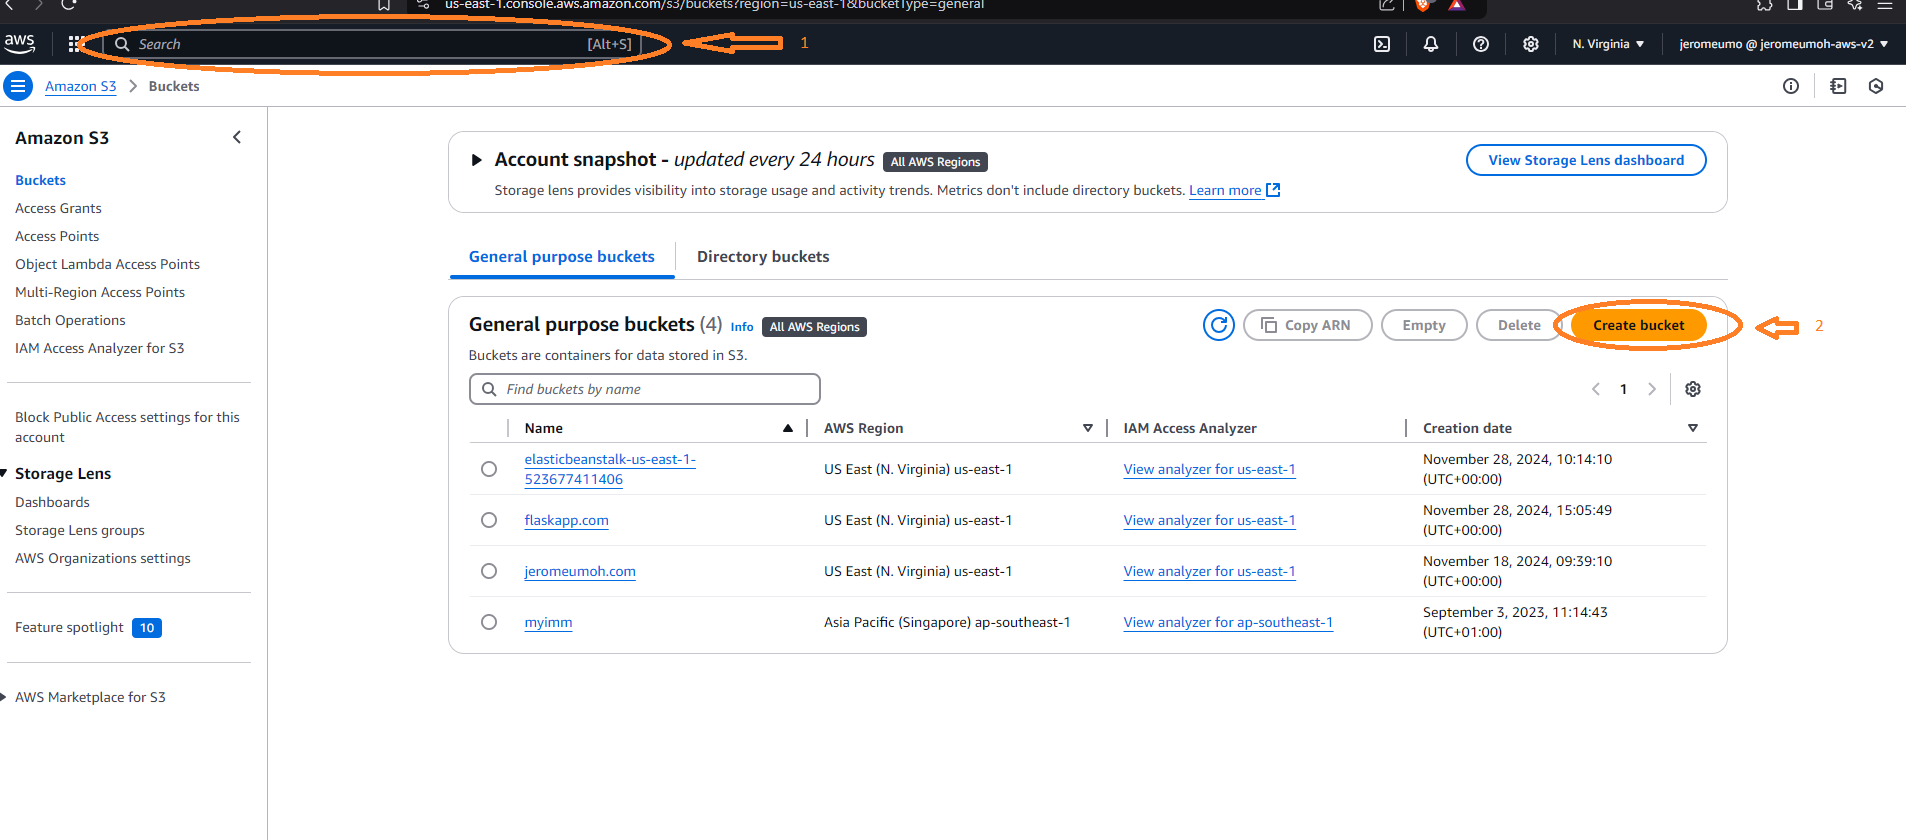 us-east-1.console.aws.amazon.com/s3/buckets?region=us-east-1&bucketType=general
aws
Search
[Alt+S]
1
N. Virginia
jeromeumo @ jeromeumoh-aws-v2
Amazon S3
Buckets
Amazon S3
Buckets
Access Grants
Access Points
Object Lambda Access Points
Multi-Region Access Points
Batch Operations
IAM Access Analyzer for S3
Block Public Access settings for this
account
Storage Lens
Dashboards
Storage Lens groups
AWS Organizations settings
Feature spotlight 10
AWS Marketplace for S3
Account snapshot - updated every 24 hours All AWS Regions
View Storage Lens dashboard
Storage lens provides visibility into storage usage and activity trends. Metrics don't include directory buckets. Learn more
General purpose buckets
Directory buckets
General purpose buckets (4) Info All AWS Regions
Copy ARN
Empty
Delete
Create bucket
2
Buckets are containers for data stored in S3.
Find buckets by name
1
Name
AWS Region
IAM Access Analyzer
Creation date
elasticbeanstalk-us-east-1-
523677411406
US East (N. Virginia) us-east-1
View analyzer for us-east-1
November 28, 2024, 10:14:10
(UTC+00:00)
flaskapp.com
US East (N. Virginia) us-east-1
View analyzer for us-east-1
November 28, 2024, 15:05:49
(UTC+00:00)
jeromeumoh.com
US East (N. Virginia) us-east-1
View analyzer for us-east-1
November 18, 2024, 09:39:10
(UTC+00:00)
myimm
Asia Pacific (Singapore) ap-southeast-1
View analyzer for ap-southeast-1
September 3, 2023, 11:14:43
(UTC+01:00)